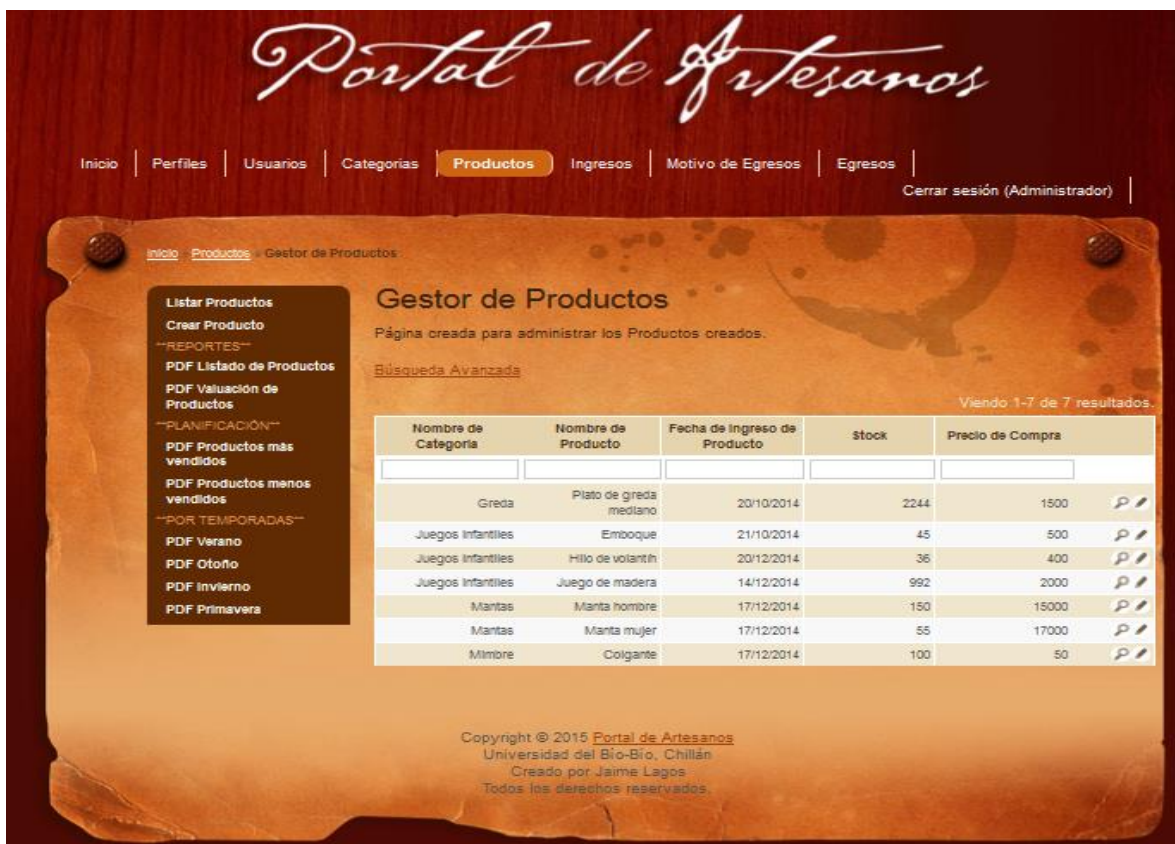 Portal de Artesanos
Inicio Perfiles Usuarios Categorias Productos Ingresos Motivo de Egresos Egresos
Cerrar sesión (Administrador)
Inicio » Productos » Gestor de Productos
Listar Productos
Crear Producto
**REPORTES**
PDF Listado de Productos
PDF Valuación de
Productos
**PLANIFICACIÓN**
PDF Productos más
vendidos
PDF Productos menos
vendidos
**POR TEMPORADAS**
PDF Verano
PDF Otoño
PDF Invierno
PDF Primavera
Gestor de Productos
Página creada para administrar los Productos creados.
Búsqueda Avanzada
Viendo 1-7 de 7 resultados.
Nombre de Categoria Nombre de Producto Fecha de Ingreso de Producto Stock Precio de Compra
Greda Plato de greda mediano 20/10/2014 2244 1500
Juegos Infantiles Emboque 21/10/2014 45 500
Juegos Infantiles Hilo de volantín 20/12/2014 36 400
Juegos Infantiles Juego de madera 14/12/2014 992 2000
Mantas Manta hombre 17/12/2014 150 15000
Mantas Manta mujer 17/12/2014 55 17000
Mimbre Colgante 17/12/2014 100 50
Copyright © 2015 Portal de Artesanos
Universidad del Bío-Bío, Chillán
Creado por Jaime Lagos
Todos los derechos reservados.